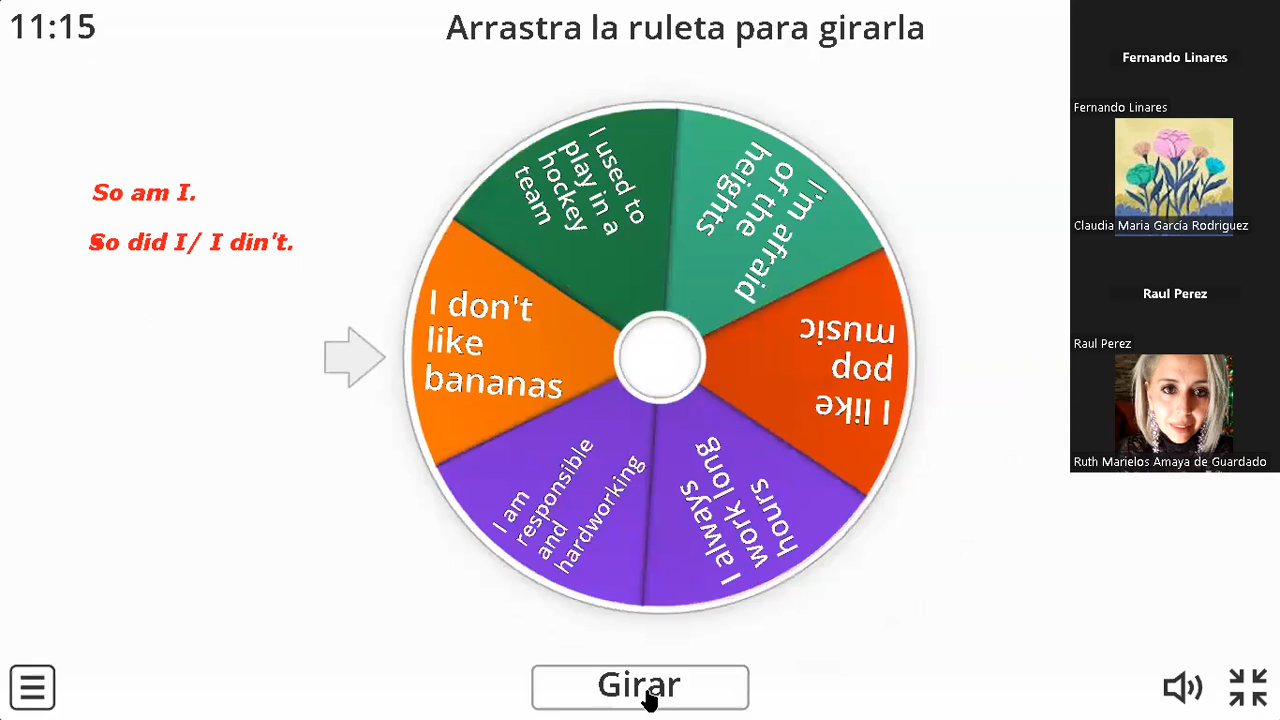 11:15
Arrastra la ruleta para girarla
So am I.
So did I/ I din't.
I used to
play in a
hockey
team
I'm afraid
of the
heights
I like
pop
music
I always
work long
hours
I am
responsible
and
hardworking
I don't
like
bananas
Girar
Fernando Linares
Fernando Linares
Claudia Maria García Rodriguez
Raul Perez
Raul Perez
Ruth Marielos Amaya de Guardado